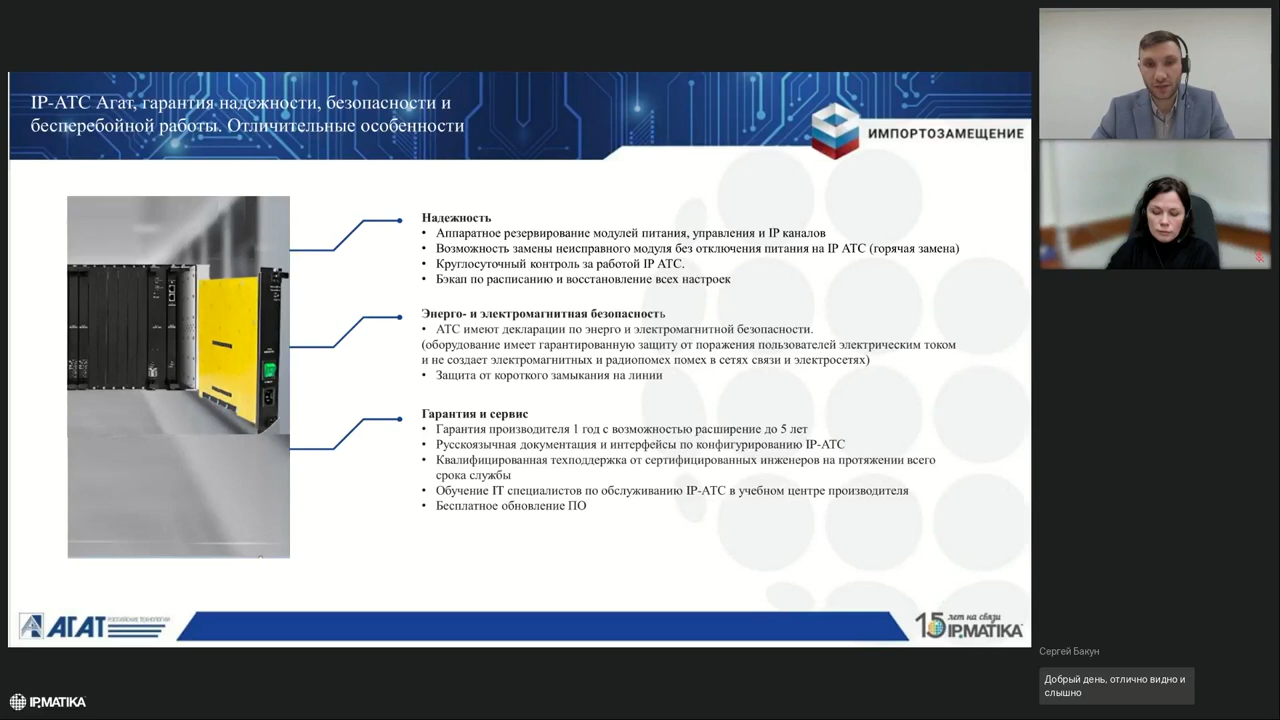 IP-АТС Агат, гарантия надежности, безопасности и
бесперебойной работы. Отличительные особенности
ИМПОРТОЗАМЕЩЕНИЕ
Надежность
• Аппаратное резервирование модулей питания, управления и IP каналов
• Возможность замены неисправного модуля без отключения питания на IP АТС (горячая замена)
• Круглосуточный контроль за работой IP АТС.
• Бэкап по расписанию и восстановление всех настроек
Энерго- и электромагнитная безопасность
• АТС имеют декларации по энерго и электромагнитной безопасности.
(оборудование имеет гарантированную защиту от поражения пользователей электрическим током
и не создает электромагнитных и радиопомех помех в сетях связи и электросетях)
• Защита от короткого замыкания на линии
Гарантия и сервис
• Гарантия производителя 1 год с возможностью расширение до 5 лет
• Русскоязычная документация и интерфейсы по конфигурированию IP-АТС
• Квалифицированная техподдержка от сертифицированных инженеров на протяжении всего
срока службы
• Обучение IT специалистов по обслуживанию IP-АТС в учебном центре производителя
• Бесплатное обновление ПО
АГАТ
РОССИЙСКИЕ ТЕХНОЛОГИИ
15 лет на связи
IPMATIKA
Сергей Бакун
Добрый день, отлично видно и
слышно
IPMATIKA